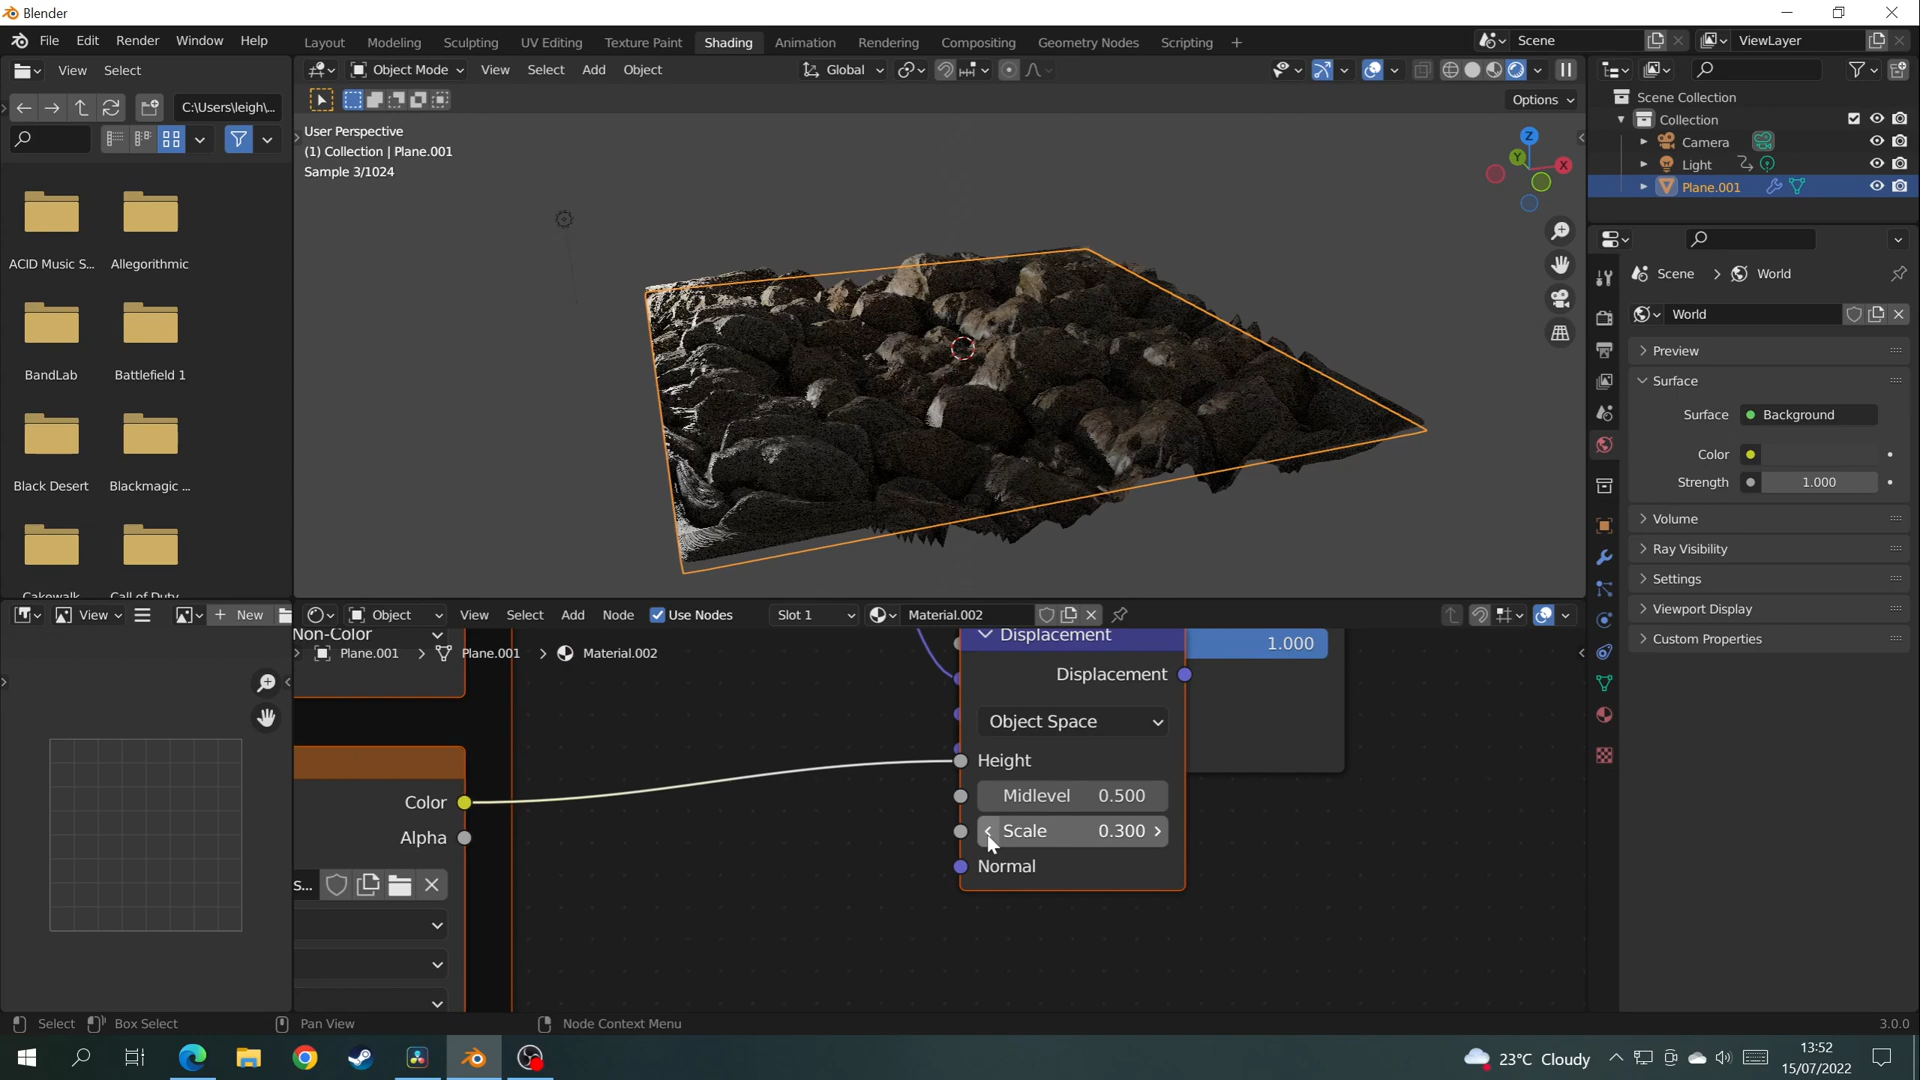 Blender
File Edit Render Window Help
Layout Modeling Sculpting UV Editing Texture Paint Shading Animation Rendering Compositing Geometry Nodes Scripting +
Scene
ViewLayer
View Select
Object Mode View Select Add Object
Global
C:\Users\leigh\...
Options
User Perspective
(1) Collection | Plane.001
Sample 3/1024
Z
Y
X
ACID Music S...
Allegorithmic
BandLab
Battlefield 1
Black Desert
Blackmagic ...
Cakewalk
Call of Duty
Scene Collection
Collection
Camera
Light
Plane.001
Scene > World
World
Preview
Surface
Surface Background
Color
Strength 1.000
Volume
Ray Visibility
Settings
Viewport Display
Custom Properties
View
+ New
Object View Select Add Node Use Nodes Slot 1 Material.002
Non-Color
Plane.001 > Plane.001 > Material.002
Displacement
1.000
Displacement
Object Space
Height
Midlevel 0.500
Scale 0.300
Normal
Color
Alpha
s...
Select Box Select Pan View Node Context Menu
3.0.0
23°C Cloudy
13:52
15/07/2022